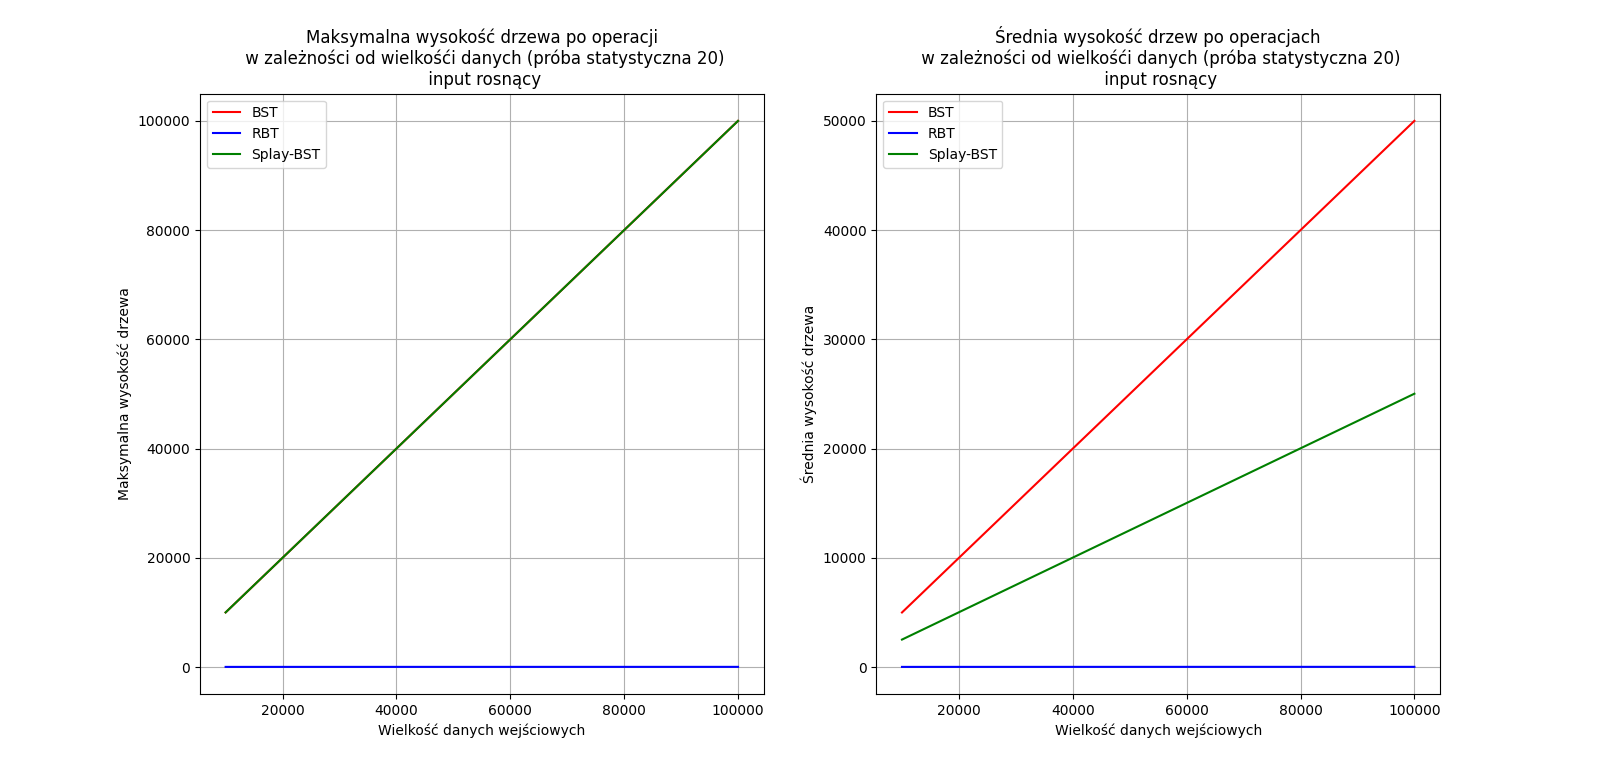 Maksymalna wysokość drzewa po operacji
w zależności od wielkośći danych (próba statystyczna 20)
input rosnący
BST
RBT
Splay-BST
Maksymalna wysokość drzewa
100000
80000
60000
40000
20000
0
20000
40000
60000
80000
100000
Wielkość danych wejściowych
Średnia wysokość drzew po operacjach
w zależności od wielkośći danych (próba statystyczna 20)
input rosnący
BST
RBT
Splay-BST
Średnia wysokość drzewa
50000
40000
30000
20000
10000
0
20000
40000
60000
80000
100000
Wielkość danych wejściowych